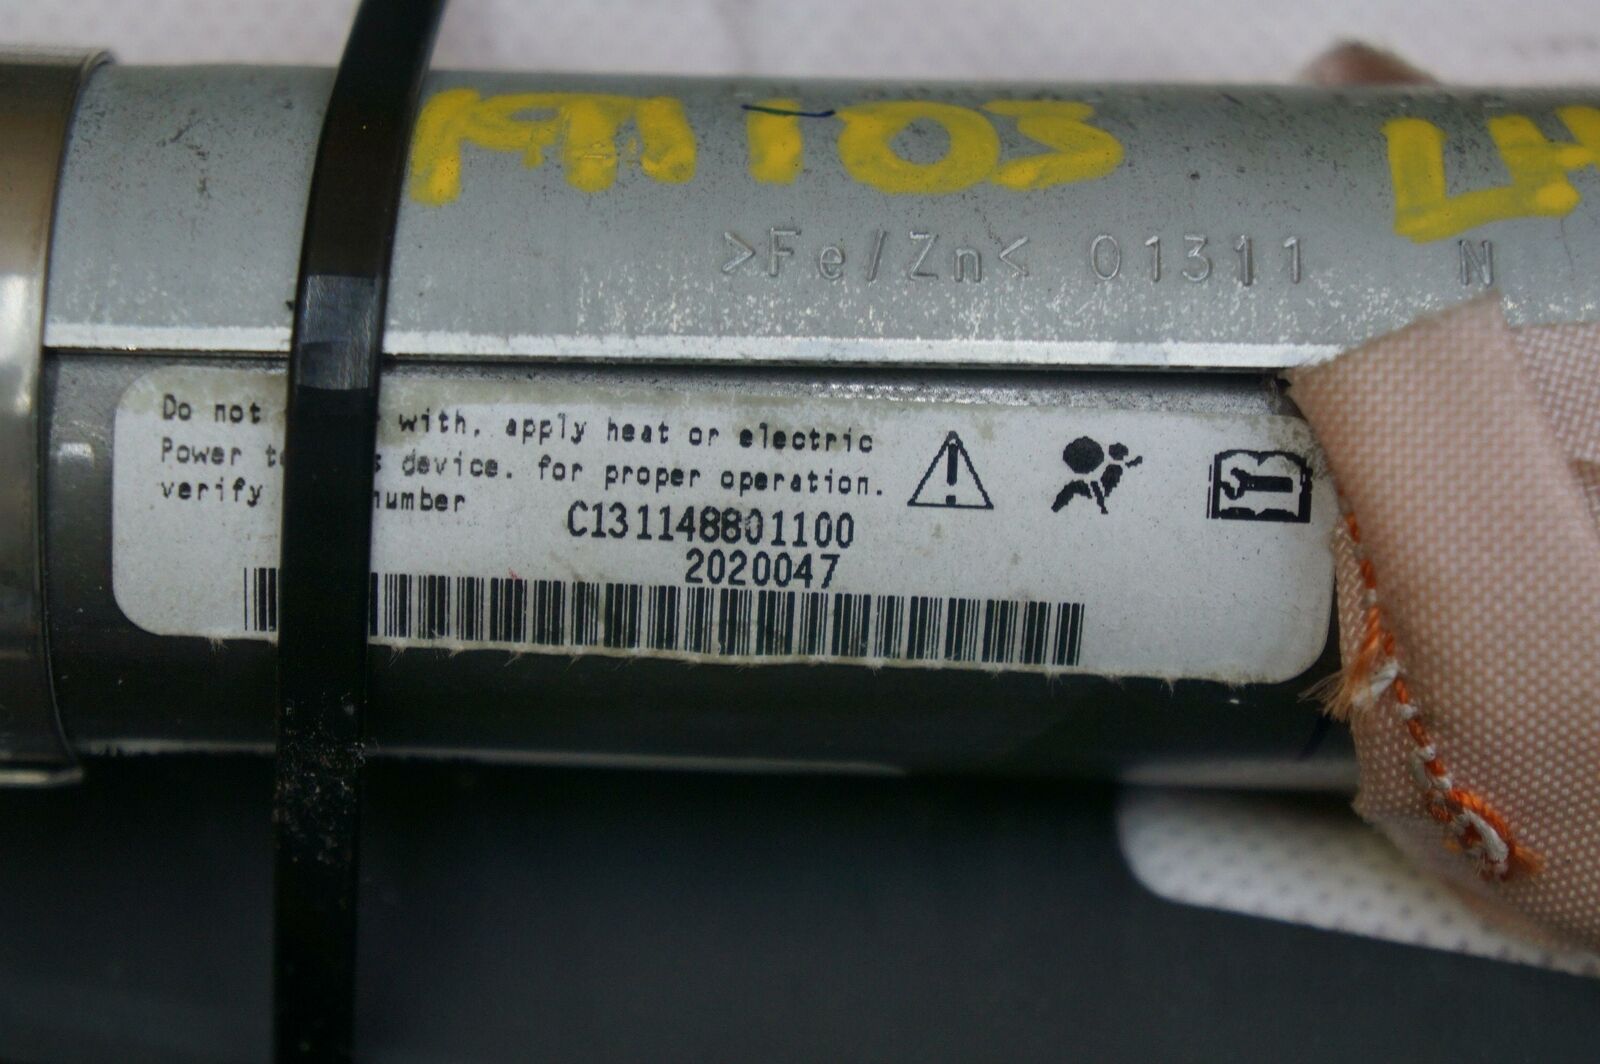 103
LH
>Fe/Zn< 01311 N
Do not with, apply heat or electric
Power device. for proper operation.
verify number
C131148801100
2020047